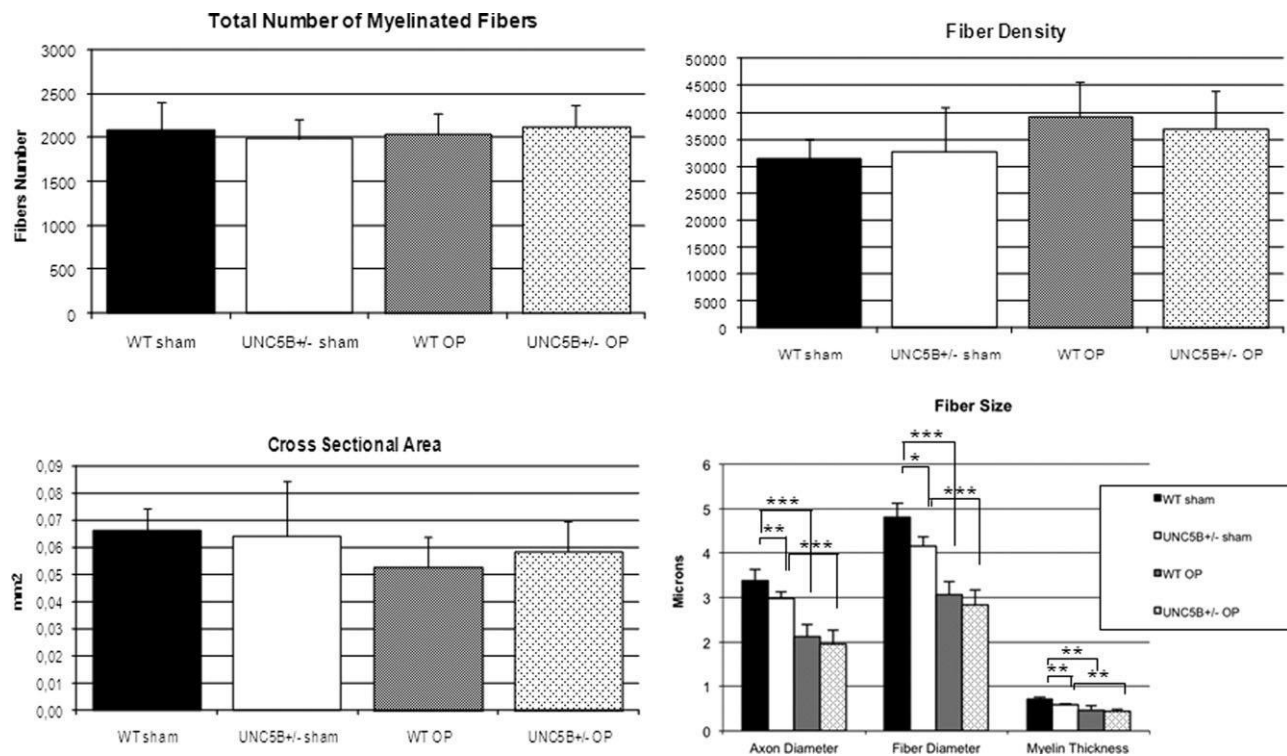 Total Number of Myelinated Fibers
3000
2500
2000
1500
1000
500
0
Fibers Number
WT sham UNC5B+/- sham WT OP UNC5B+/- OP
Fiber Density
50000
45000
40000
35000
30000
25000
20000
15000
10000
5000
0
WT sham UNC5B+/- sham WT OP UNC5B+/- OP
Cross Sectional Area
0,09
0,08
0,07
0,06
0,05
0,04
0,03
0,02
0,01
0,00
mm2
WT sham UNC5B+/- sham WT OP UNC5B+/- OP
Fiber Size
6
5
4
3
2
1
0
Microns
***
**
***
***
*
***
**
**
**
Axon Diameter Fiber Diameter Myelin Thickness
WT sham
UNC5B+/- sham
WT OP
UNC5B+/- OP